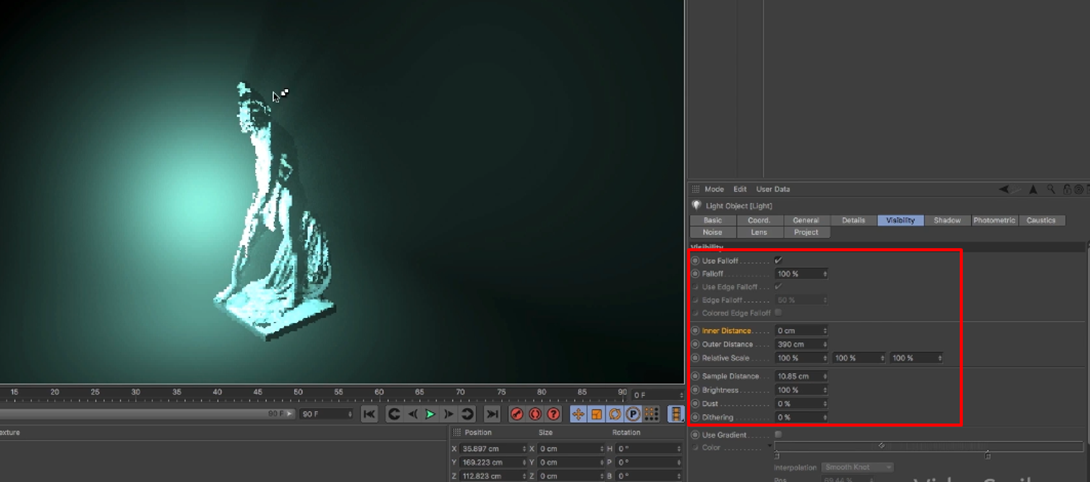 Mode Edit User Data
Light Object [Light]
Basic Coord. General Details Visibility Shadow Photometric Caustics
Noise Lens Project
Visibility
Use Falloff
Falloff 100 %
Use Edge Falloff
Edge Falloff 50 %
Colored Edge Falloff
Inner Distance 0 cm
Outer Distance 390 cm
Relative Scale 100 % 100 % 100 %
Sample Distance 10.85 cm
Brightness 100 %
Dust 0 %
Dithering 0 %
Use Gradient
Color
Interpolation Smooth Knot
15 20 25 30 35 40 45 50 55 60 65 70 75 80 85 90 0 F
90 F 90 F
exture
Position Size Rotation
X 35.897 cm X 0 cm H 0 °
Y 169.223 cm Y 0 cm P 0 °
Z 112.823 cm Z 0 cm B 0 °